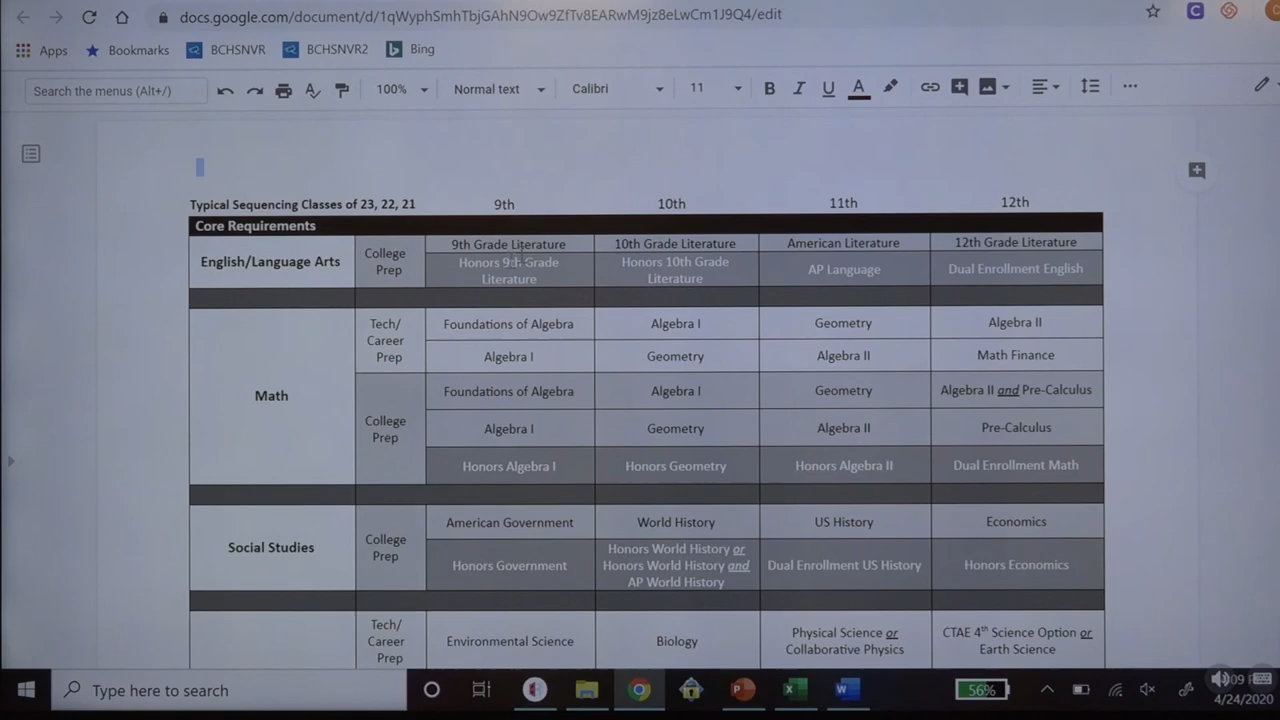 docs.google.com/document/d/1qWyphSmhTbjGAhN9Ow9ZfTv8EARwM9jz8eLwCm1J9Q4/edit
Apps Bookmarks BCHSNVR BCHSNVR2 Bing
Search the menus (Alt+/) 100% Normal text Calibri 11 B I U A
Typical Sequencing Classes of 23, 22, 21 9th 10th 11th 12th
Core Requirements
English/Language Arts
College
Prep
9th Grade Literature 10th Grade Literature American Literature 12th Grade Literature
Honors 9th Grade
Literature
Honors 10th Grade
Literature
AP Language
Dual Enrollment English
Math
Tech/
Career
Prep
Foundations of Algebra Algebra I Geometry Algebra II
Algebra I Geometry Algebra II Math Finance
College
Prep
Foundations of Algebra Algebra I Geometry Algebra II and Pre-Calculus
Algebra I Geometry Algebra II Pre-Calculus
Honors Algebra I Honors Geometry Honors Algebra II Dual Enrollment Math
Social Studies
College
Prep
American Government World History US History Economics
Honors Government
Honors World History or
Honors World History and
AP World History
Dual Enrollment US History
Honors Economics
Tech/
Career
Prep
Environmental Science
Biology
Physical Science or
Collaborative Physics
CTAE 4th Science Option or
Earth Science
Type here to search
56%
4/24/2020